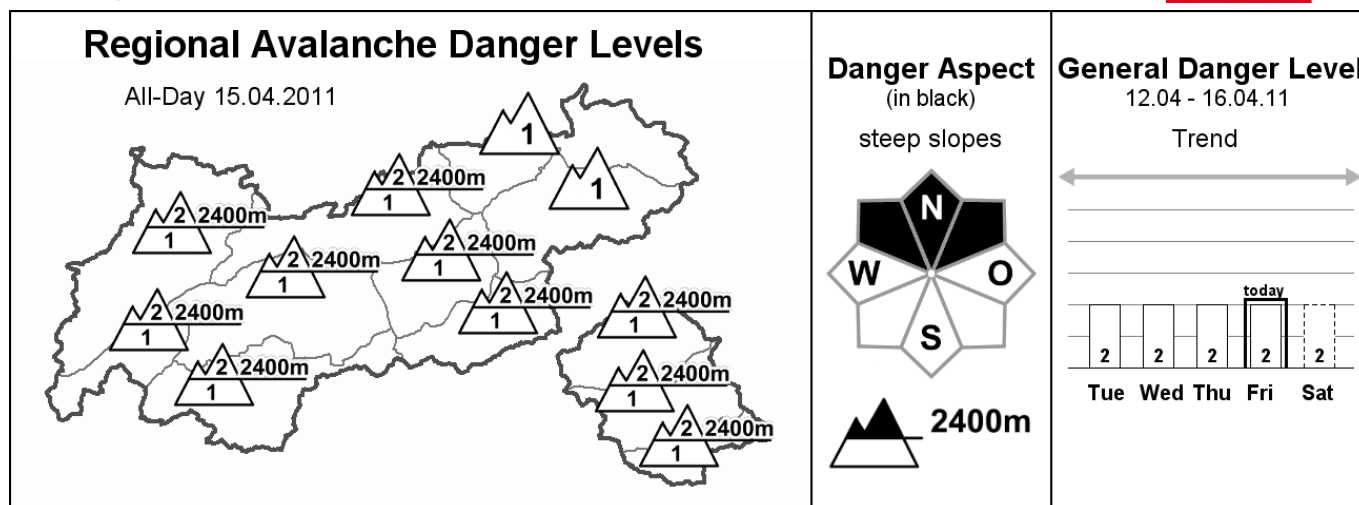 Regional Avalanche Danger Levels
All-Day 15.04.2011
1
1
2 2400m
1
2 2400m
1
2 2400m
1
2 2400m
1
2 2400m
1
2 2400m
1
2 2400m
1
2 2400m
1
2 2400m
1
2 2400m
1
Danger Aspect
(in black)
steep slopes
N
W
O
S
2400m
General Danger Level
12.04 - 16.04.11
Trend
today
2
2
2
2
2
Tue Wed Thu Fri Sat